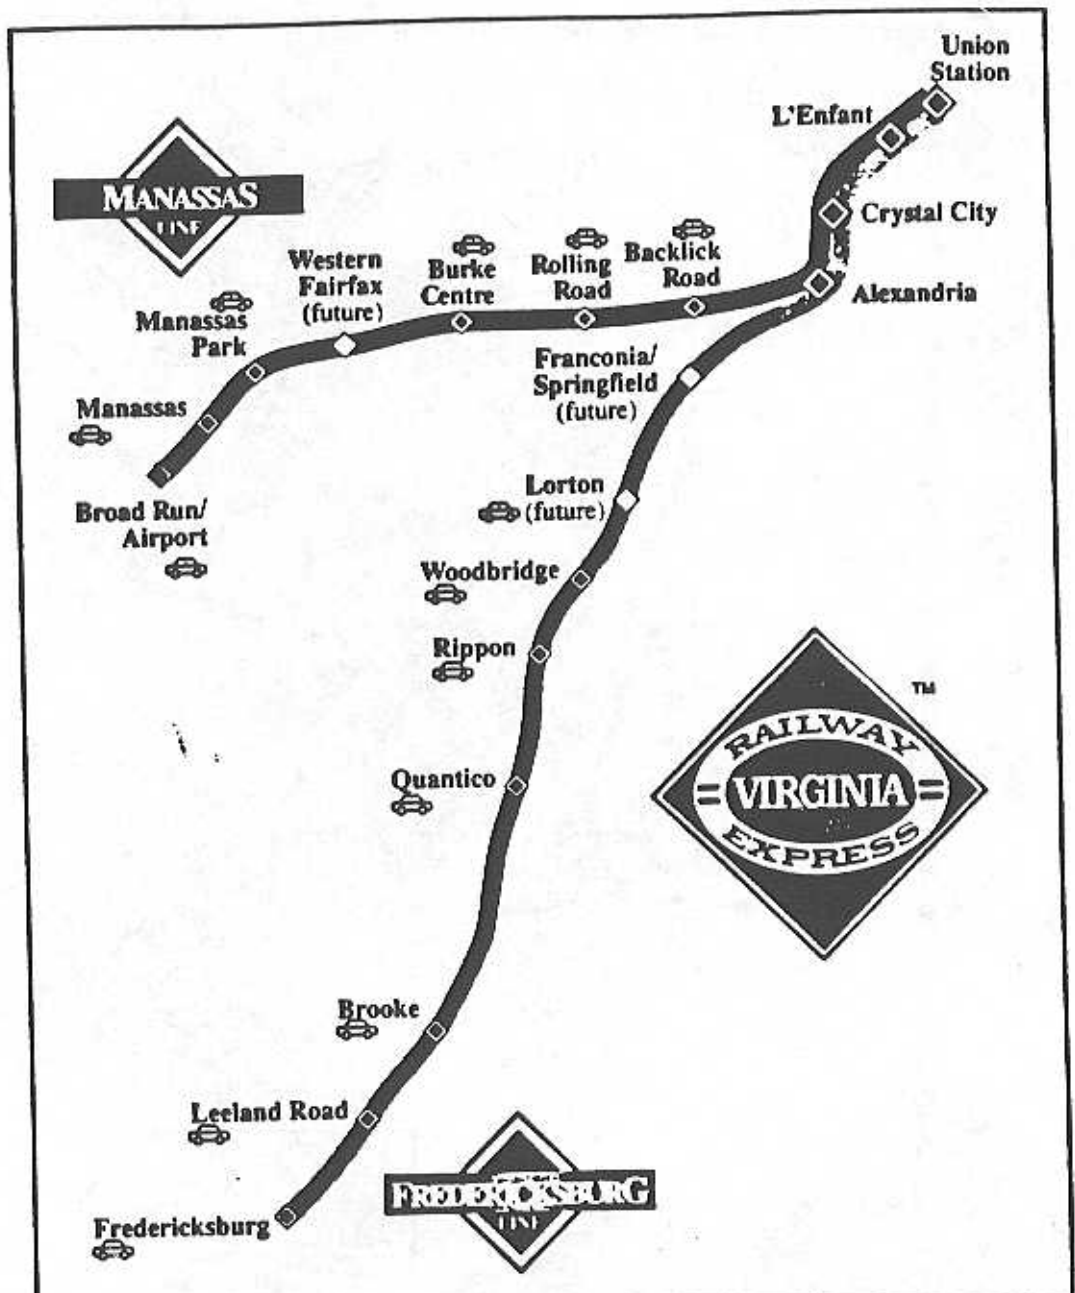 Union
Station
L'Enfant
MANASSAS
LINE
Crystal City
Western
Fairfax
(future)
Burke
Centre
Rolling
Road
Backlick
Road
Alexandria
Manassas
Park
Franconia/
Springfield
(future)
Manassas
Lorton
(future)
Broad Run/
Airport
Woodbridge
Rippon
TM
RAILWAY
= VIRGINIA =
EXPRESS
Quantico
Brooke
Leeland Road
FREDERICKSBURG
LINE
Fredericksburg